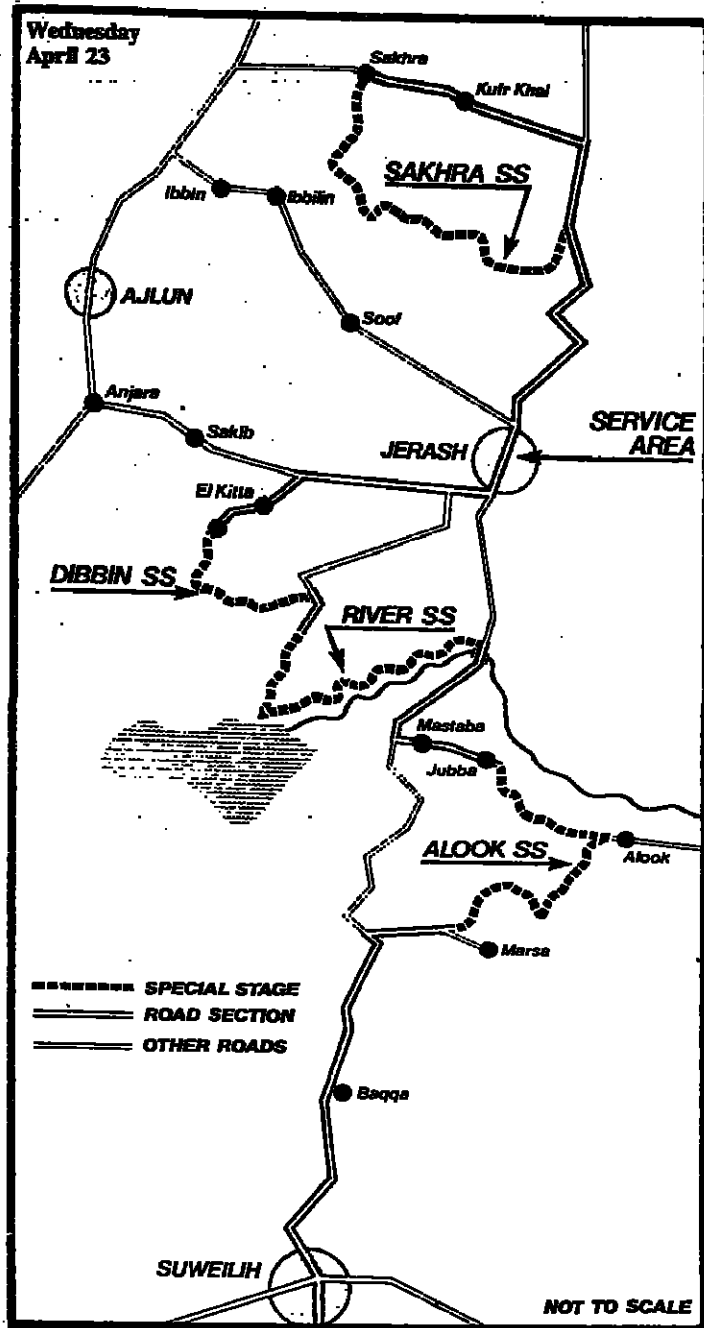 Wednesday
April 23
Sakhra
Kufr Khal
SAKHRA SS
Ibbin
Ibbilin
AJLUN
Soof
Anjara
Sakib
JERASH
SERVICE
AREA
El Kitta
DIBBIN SS
RIVER SS
Mastaba
Jubba
ALOOK SS
Alook
Marsa
SPECIAL STAGE
ROAD SECTION
OTHER ROADS
Baqqa
SUWEILIH
NOT TO SCALE